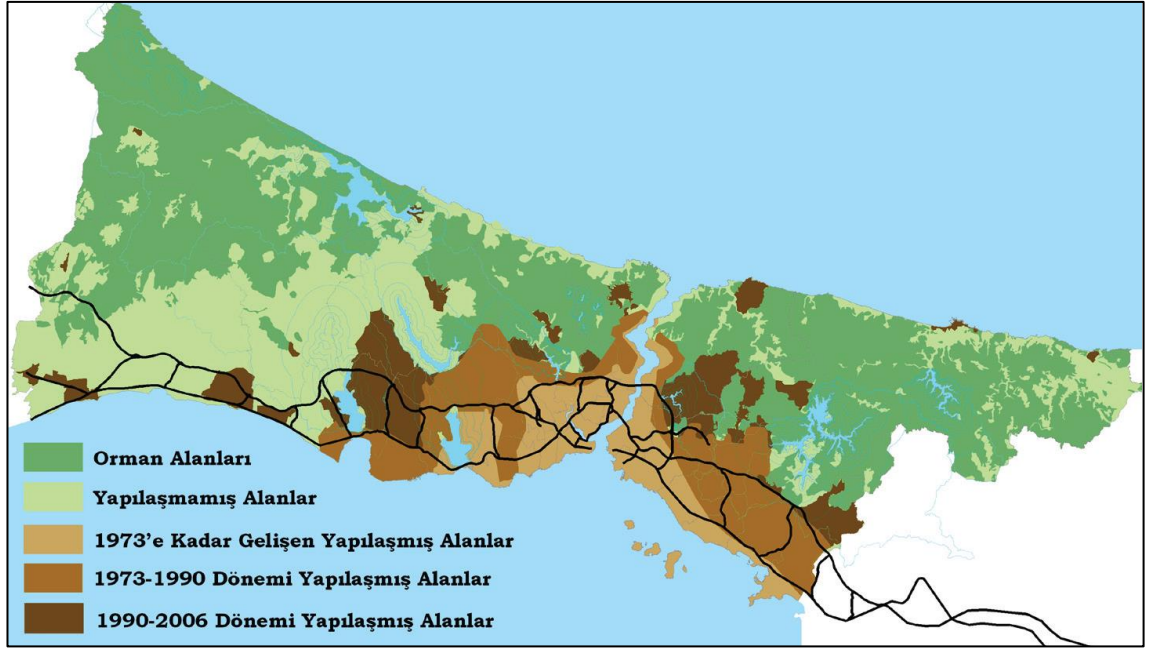 Orman Alanları
Yapılaşmamış Alanlar
1973'e Kadar Gelişen Yapılaşmış Alanlar
1973-1990 Dönemi Yapılaşmış Alanlar
1990-2006 Dönemi Yapılaşmış Alanlar